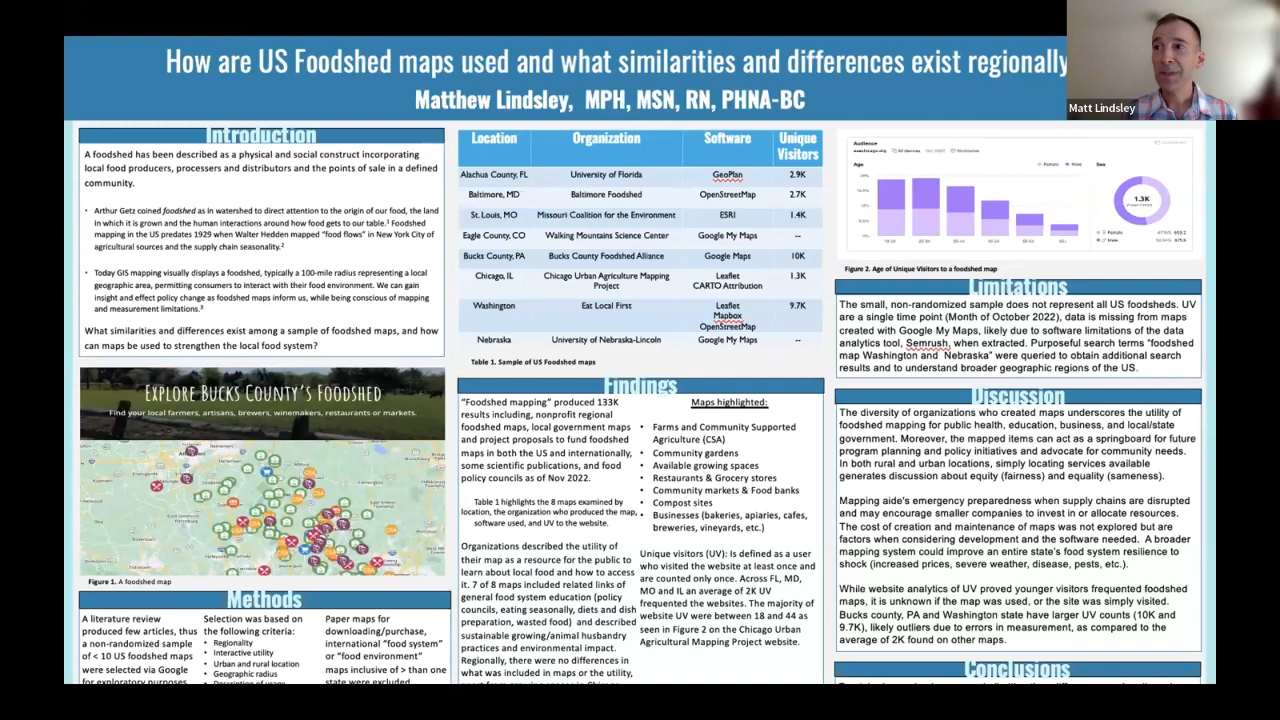 How are US Foodshed maps used and what similarities and differences exist regionally
Matthew Lindsley, MPH, MSN, RN, PHNA-BC
Matt Lindsley
Introduction
A foodshed has been described as a physical and social construct incorporating
local food producers, processers and distributors and the points of sale in a defined
community.
• Arthur Getz coined foodshed as in watershed to direct attention to the origin of our food, the land
in which it is grown and the human interactions around how food gets to our table.¹ Foodshed
mapping in the US predates 1929 when Walter Hedden mapped "food flows" in New York City of
agricultural sources and the supply chain seasonality.²
• Today GIS mapping visually displays a foodshed, typically a 100-mile radius representing a local
geographic area, permitting consumers to interact with their food environment. We can gain
insight and effect policy change as foodshed maps inform us, while being conscious of mapping
and measurement limitations.³
What similarities and differences exist among a sample of foodshed maps, and how
can maps be used to strengthen the local food system?
EXPLORE BUCKS COUNTY'S FOODSHED
Find your local farmers, artisans, brewers, winemakers, restaurants or markets.
Figure 1. A foodshed map
Methods
A literature review
produced few articles, thus
a non-randomized sample
of < 10 US foodshed maps
were selected via Google
for exploratory purposes
Selection was based on
the following criteria:
• Regionality
• Interactive utility
• Urban and rural location
• Geographic radius
• Description of usage
Paper maps for
downloading/purchase,
international "food system"
or "food environment"
maps inclusive of > than one
state were excluded
Location Organization Software Unique Visitors
Alachus County, FL University of Florida GeoPlan 2.9K
Baltimore, MD Baltimore Foodshed OpenStreetMap 2.7K
St. Louis, MO Missouri Coalition for the Environment ESRI 1.4K
Eagle County, CO Walking Mountains Science Center Google My Maps --
Bucks County, PA Bucks County Foodshed Alliance Google Maps 10K
Chicago, IL Chicago Urban Agriculture Mapping Project Leaflet CARTO Attribution 1.3K
Washington Eat Local First Leaflet Mapbox OpenStreetMap 9.7K
Nebraska University of Nebraska-Lincoln Google My Maps --
Table 1. Sample of US Foodshed maps
Findings
"Foodshed mapping" produced 133K
results including, nonprofit regional
foodshed maps, local government maps
and project proposals to fund foodshed
maps in both the US and internationally,
some scientific publications, and food
policy councils as of Nov 2022.
Table 1 highlights the 8 maps examined by
location, the organization who produced the map,
software used, and UV to the website.
Organizations described the utility of
their map as a resource for the public to
learn about local food and how to access
it. 7 of 8 maps included related links of
general food system education (policy
councils, eating seasonally, diets and dish
preparation, wasted food) and described
sustainable growing/animal husbandry
practices and environmental impact.
Regionally, there were no differences in
what was included in maps or the utility,
Maps highlighted:
• Farms and Community Supported
Agriculture (CSA)
• Community gardens
• Available growing spaces
• Restaurants & Grocery stores
• Community markets & Food banks
• Compost sites
• Businesses (bakeries, apiaries, cafes,
breweries, vineyards, etc.)
Unique visitors (UV): Is defined as a user
who visited the website at least once and
are counted only once. Across FL, MD,
MO and IL an average of 2K UV
frequented the websites. The majority of
website UV were between 18 and 44 as
seen in Figure 2 on the Chicago Urban
Agricultural Mapping Project website.
Audience
All devices
Age
Female Male
Sex
1.3K
Figure 2. Age of Unique Visitors to a foodshed map
Limitations
The small, non-randomized sample does not represent all US foodsheds. UV
are a single time point (Month of October 2022), data is missing from maps
created with Google My Maps, likely due to software limitations of the data
analytics tool, Semrush, when extracted. Purposeful search terms "foodshed
map Washington and Nebraska" were queried to obtain additional search
results and to understand broader geographic regions of the US.
Discussion
The diversity of organizations who created maps underscores the utility of
foodshed mapping for public health, education, business, and local/state
government. Moreover, the mapped items can act as a springboard for future
program planning and policy initiatives and advocate for community needs.
In both rural and urban locations, simply locating services available
generates discussion about equity (fairness) and equality (sameness).
Mapping aide's emergency preparedness when supply chains are disrupted
and may encourage smaller companies to invest in or allocate resources.
The cost of creation and maintenance of maps was not explored but are
factors when considering development and the software needed. A broader
mapping system could improve an entire state's food system resilience to
shock (increased prices, severe weather, disease, pests, etc.).
While website analytics of UV proved younger visitors frequented foodshed
maps, it is unknown if the map was used, or the site was simply visited.
Bucks county, PA and Washington state have larger UV counts (10K and
9.7K), likely outliers due to errors in measurement, as compared to the
average of 2K found on other maps.
Conclusions